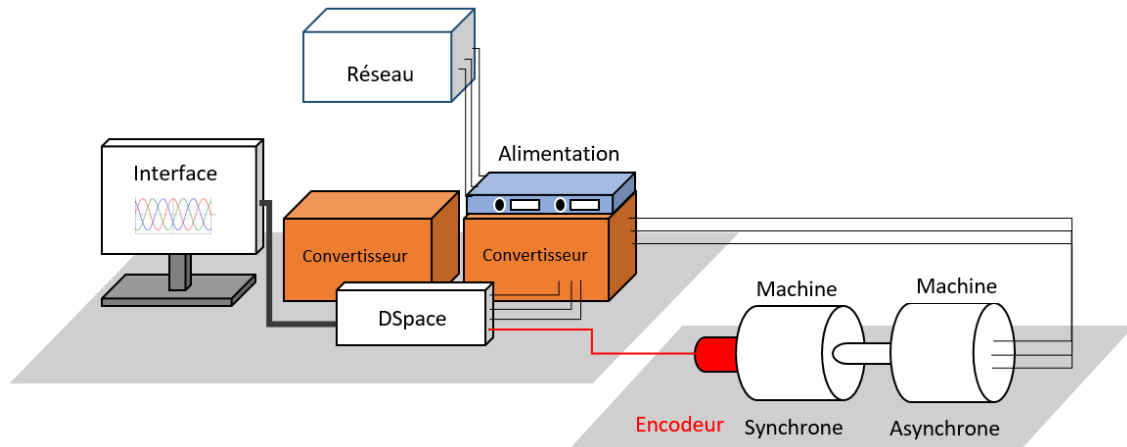 Réseau
Alimentation
Interface
Convertisseur
Convertisseur
DSpace
Machine
Machine
Encodeur
Synchrone
Asynchrone